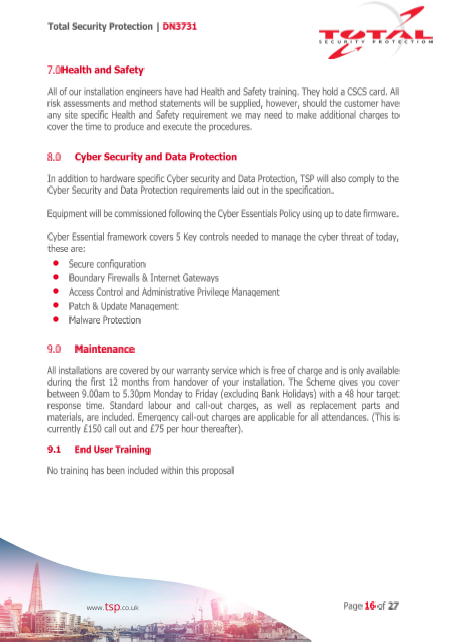 Total Security Protection | DN3731
TOTAL
SECURITY PROTECTION
7.0 Health and Safety
All of our installation engineers have had Health and Safety training. They hold a CSCS card. All
risk assessments and method statements will be supplied, however, should the customer have
any site specific Health and Safety requirement we may need to make additional charges to
cover the time to produce and execute the procedures.
8.0 Cyber Security and Data Protection
In addition to hardware specific Cyber security and Data Protection, TSP will also comply to the
Cyber Security and Data Protection requirements laid out in the specification.
Equipment will be commissioned following the Cyber Essentials Policy using up to date firmware.
Cyber Essential framework covers 5 Key controls needed to manage the cyber threat of today,
these are:
• Secure configuration
• Boundary Firewalls & Internet Gateways
• Access Control and Administrative Privilege Management
• Patch & Update Management
• Malware Protection
9.0 Maintenance
All installations are covered by our warranty service which is free of charge and is only available
during the first 12 months from handover of your installation. The Scheme gives you cover
between 9.00am to 5.30pm Monday to Friday (excluding Bank Holidays) with a 48 hour target
response time. Standard labour and call-out charges, as well as replacement parts and
materials, are included. Emergency call-out charges are applicable for all attendances. (This is
currently £150 call out and £75 per hour thereafter).
9.1 End User Training
No training has been included within this proposal
www.tsp.co.uk
Page 16 of 27